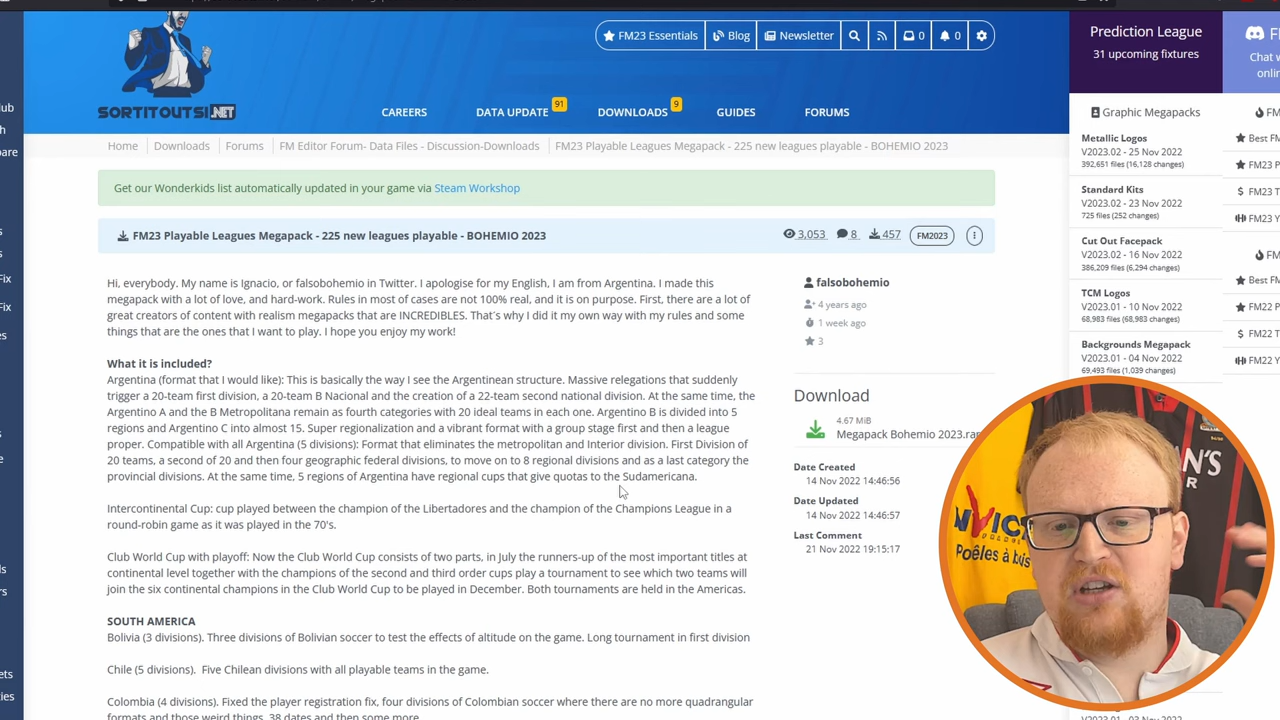 FM23 Essentials
Blog
Newsletter
0
0
SORTITOUTSI.NET
CAREERS
DATA UPDATE
91
DOWNLOADS
9
GUIDES
FORUMS
Prediction League
31 upcoming fixtures
Chat
Home
Downloads
Forums
FM Editor Forum- Data Files - Discussion-Downloads
FM23 Playable Leagues Megapack - 225 new leagues playable - BOHEMIO 2023
Get our Wonderkids list automatically updated in your game via Steam Workshop
FM23 Playable Leagues Megapack - 225 new leagues playable - BOHEMIO 2023
3,053
8
457
FM2023
Hi, everybody. My name is Ignacio, or falsobohemio in Twitter. I apologise for my English, I am from Argentina. I made this
megapack with a lot of love, and hard-work. Rules in most of cases are not 100% real, and it is on purpose. First, there are a lot of
great creators of content with realism megapacks that are INCREDIBLES. That´s why I did it my own way with my rules and some
things that are the ones that I want to play. I hope you enjoy my work!
What it is included?
Argentina (format that I would like): This is basically the way I see the Argentinean structure. Massive relegations that suddenly
trigger a 20-team first division, a 20-team B Nacional and the creation of a 22-team second national division. At the same time, the
Argentino A and the B Metropolitana remain as fourth categories with 20 ideal teams in each one. Argentino B is divided into 5
regions and Argentino C into almost 15. Super regionalization and a vibrant format with a group stage first and then a league
proper. Compatible with all Argentina (5 divisions): Format that eliminates the metropolitan and Interior division. First Division of
20 teams, a second of 20 and then four geographic federal divisions, to move on to 8 regional divisions and as a last category the
provincial divisions. At the same time, 5 regions of Argentina have regional cups that give quotas to the Sudamericana.
Intercontinental Cup: cup played between the champion of the Libertadores and the champion of the Champions League in a
round-robin game as it was played in the 70's.
Club World Cup with playoff: Now the Club World Cup consists of two parts, in July the runners-up of the most important titles at
continental level together with the champions of the second and third order cups play a tournament to see which two teams will
join the six continental champions in the Club World Cup to be played in December. Both tournaments are held in the Americas.
SOUTH AMERICA
Bolivia (3 divisions). Three divisions of Bolivian soccer to test the effects of altitude on the game. Long tournament in first division
Chile (5 divisions). Five Chilean divisions with all playable teams in the game.
Colombia (4 divisions). Fixed the player registration fix, four divisions of Colombian soccer where there are no more quadrangular
formats and those weird things. 38 dates and then some more.
falsobohemio
4 years ago
1 week ago
3
Download
4.67 MiB
Megapack Bohemio 2023.rar
Date Created
14 Nov 2022 14:46:56
Date Updated
14 Nov 2022 14:46:57
Last Comment
21 Nov 2022 19:15:17
Graphic Megapacks
Metallic Logos
V2023.02 - 25 Nov 2022
392,651 files (16,128 changes)
Standard Kits
V2023.02 - 23 Nov 2022
725 files (252 changes)
Cut Out Facepack
V2023.02 - 16 Nov 2022
386,209 files (6,294 changes)
TCM Logos
V2023.01 - 10 Nov 2022
68,983 files (68,983 changes)
Backgrounds Megapack
V2023.01 - 04 Nov 2022
69,493 files (1,039 changes)
FM
Best FM
FM23 P
FM23 T
FM23 Y
FM
Best FM
FM22 P
FM22 T
FM22 Y
Poêles à bois